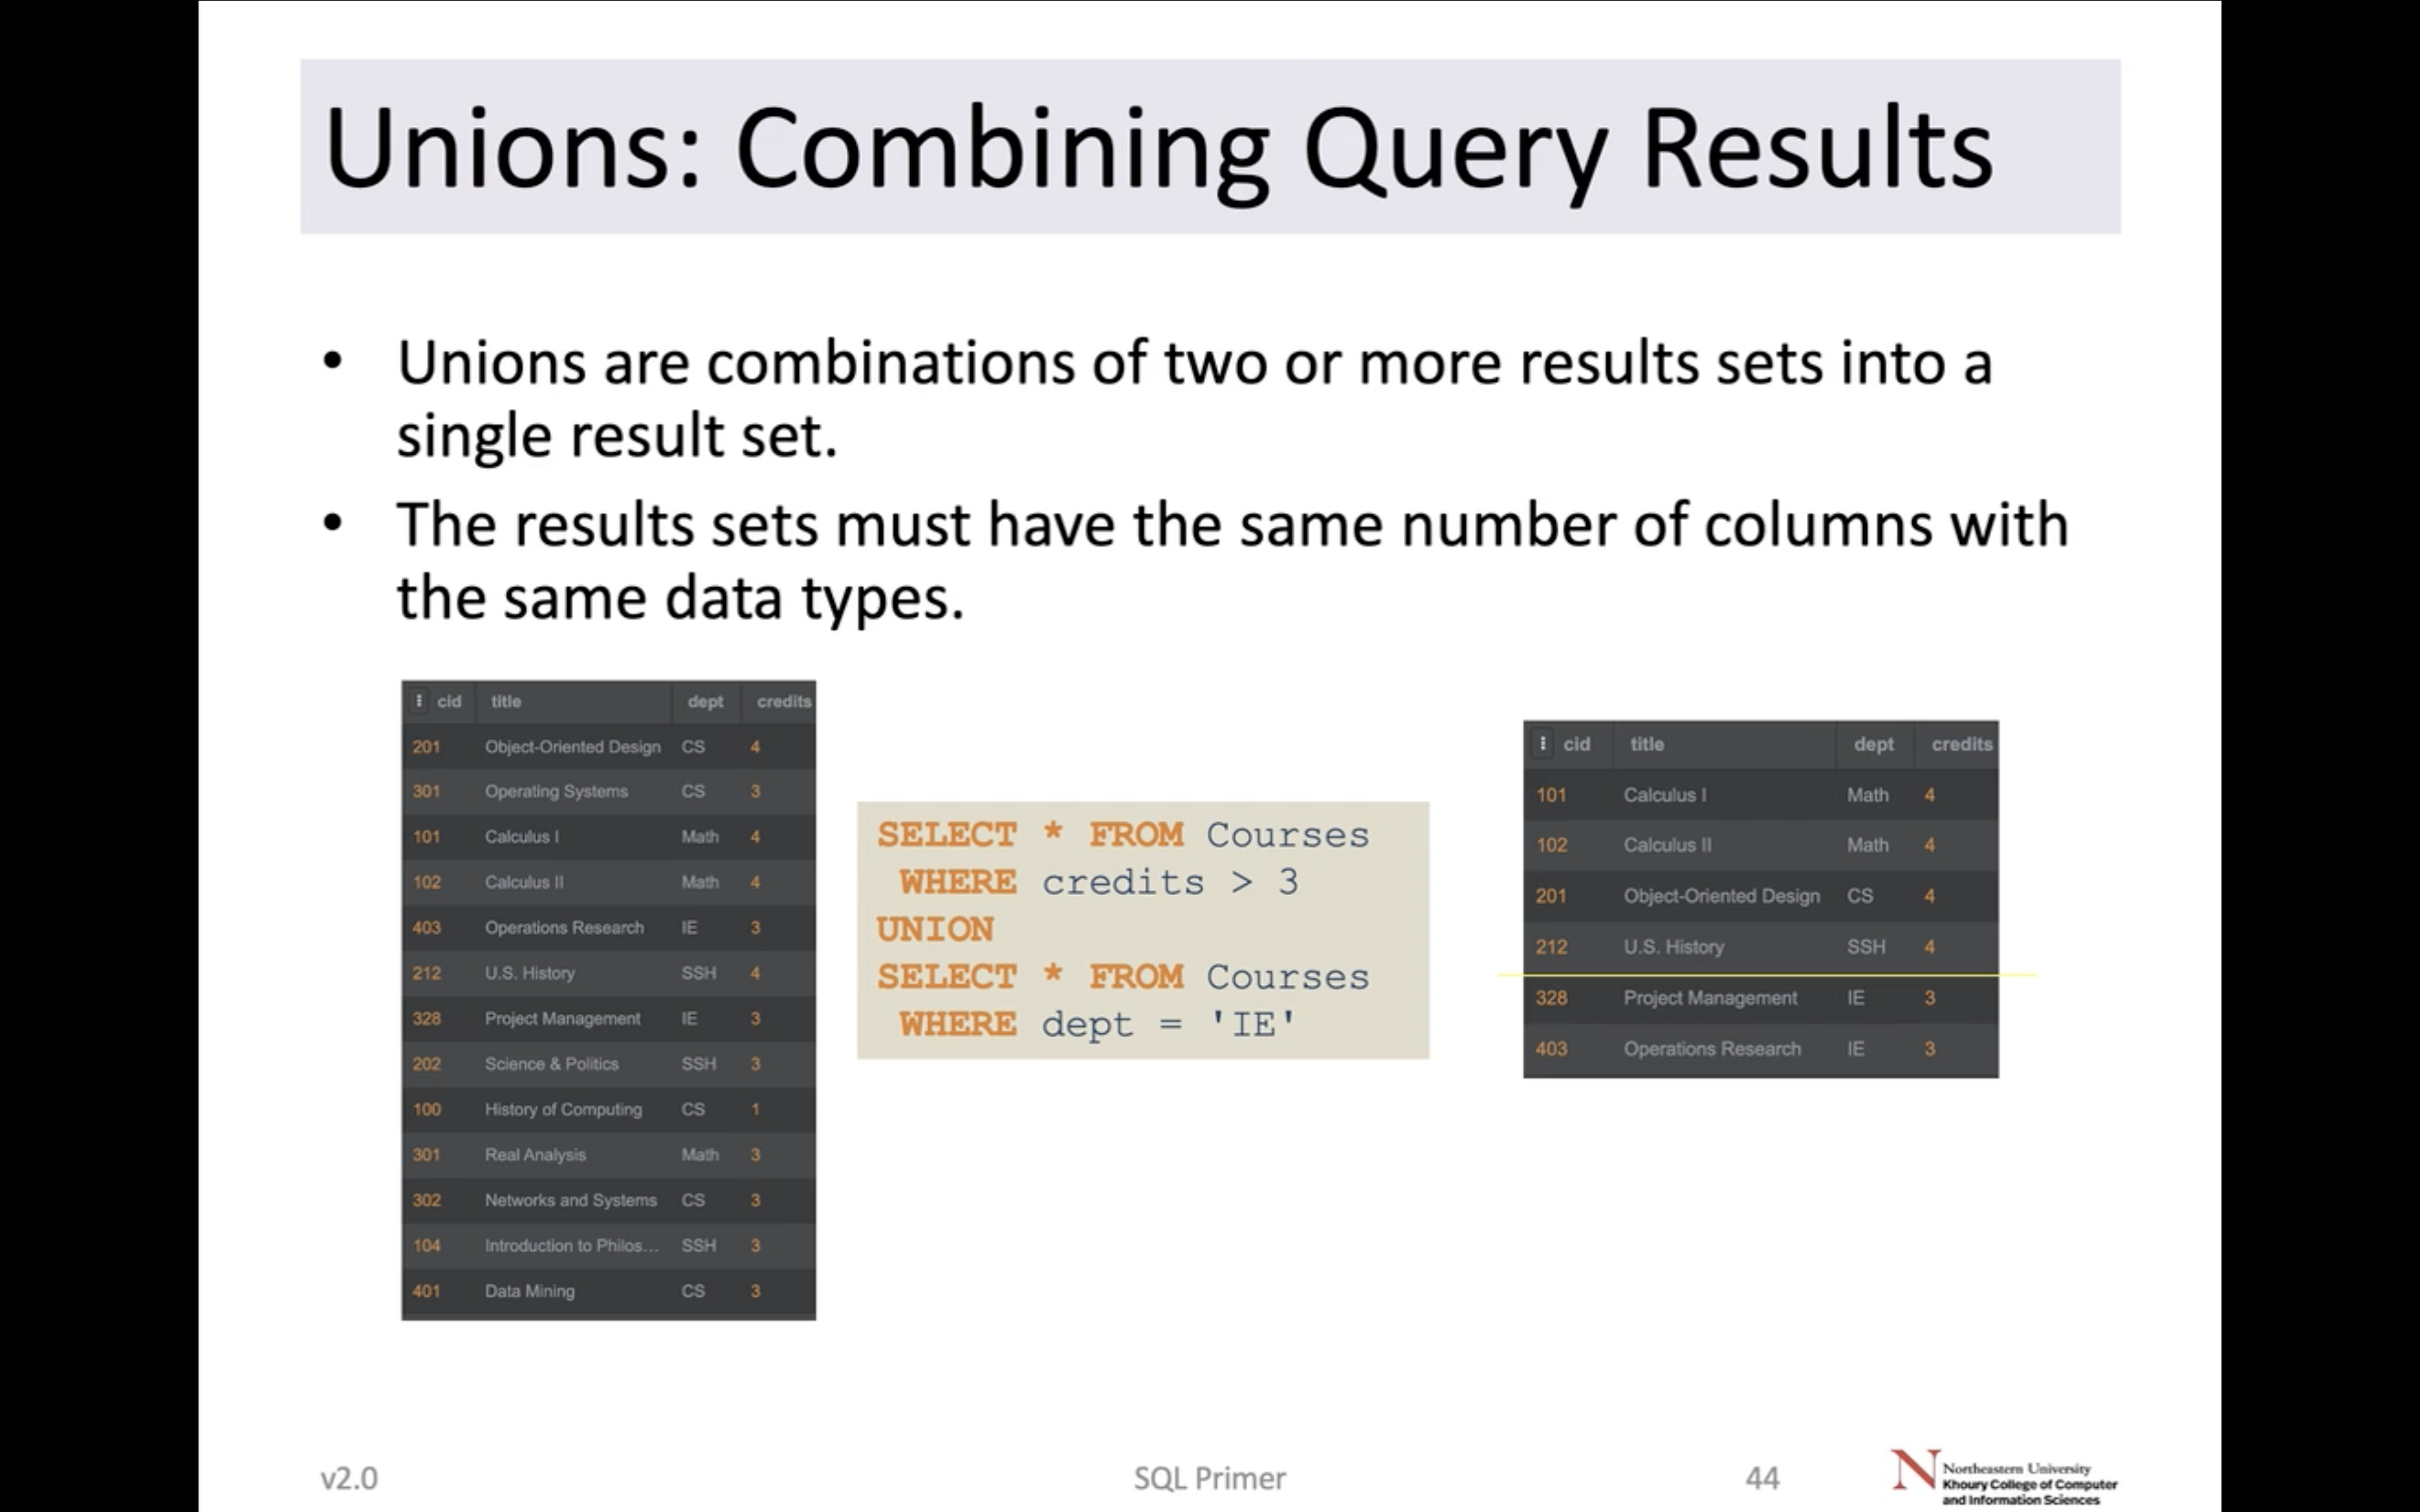 Unions: Combining Query Results
• Unions are combinations of two or more results sets into a
single result set.
• The results sets must have the same number of columns with
the same data types.
cid title dept credits
201 Object-Oriented Design CS 4
301 Operating Systems CS 3
101 Calculus I Math 4
102 Calculus II Math 4
403 Operations Research IE 3
212 U.S. History SSH 4
328 Project Management IE 3
202 Science & Politics SSH 3
100 History of Computing CS 1
301 Real Analysis Math 3
302 Networks and Systems CS 3
104 Introduction to Philos... SSH 3
401 Data Mining CS 3
SELECT * FROM Courses
WHERE credits > 3
UNION
SELECT * FROM Courses
WHERE dept = 'IE'
cid title dept credits
101 Calculus I Math 4
102 Calculus II Math 4
201 Object-Oriented Design CS 4
212 U.S. History SSH 4
328 Project Management IE 3
403 Operations Research IE 3
v2.0
SQL Primer
44
N
Northeastern University
Khoury College of Computer
and Information Sciences